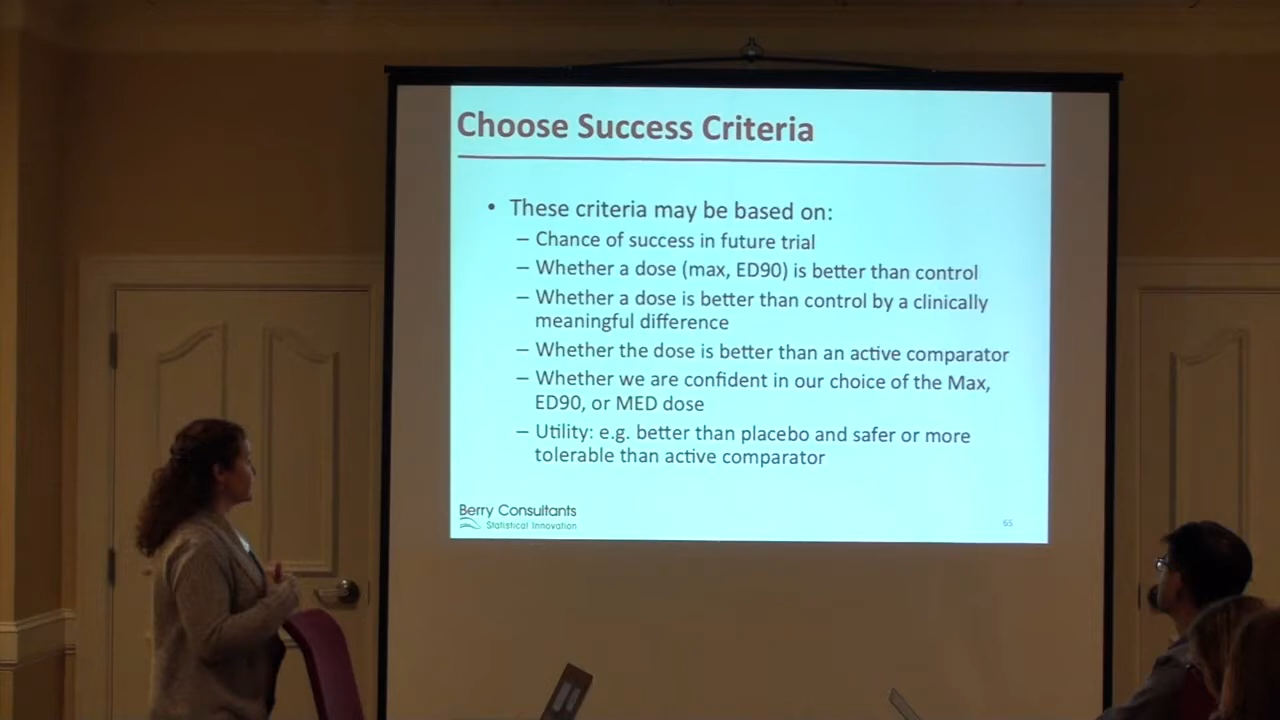 Choose Success Criteria
• These criteria may be based on:
– Chance of success in future trial
– Whether a dose (max, ED90) is better than control
– Whether a dose is better than control by a clinically
meaningful difference
– Whether the dose is better than an active comparator
– Whether we are confident in our choice of the Max,
ED90, or MED dose
– Utility: e.g. better than placebo and safer or more
tolerable than active comparator
Berry Consultants
Statistical Innovation
65